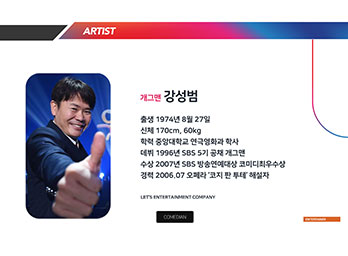 ARTIST
개그맨 강성범
출생 1974년 8월 27일
신체 170cm, 60kg
학력 중앙대학교 연극영화과 학사
데뷔 1996년 SBS 5기 공채 개그맨
수상 2007년 SBS 방송연예대상 코미디최우수상
경력 2006.07 오페라 '코지 판 투테' 해설자
LET'S ENTERTAINMENT COMPANY
COMEDIAN